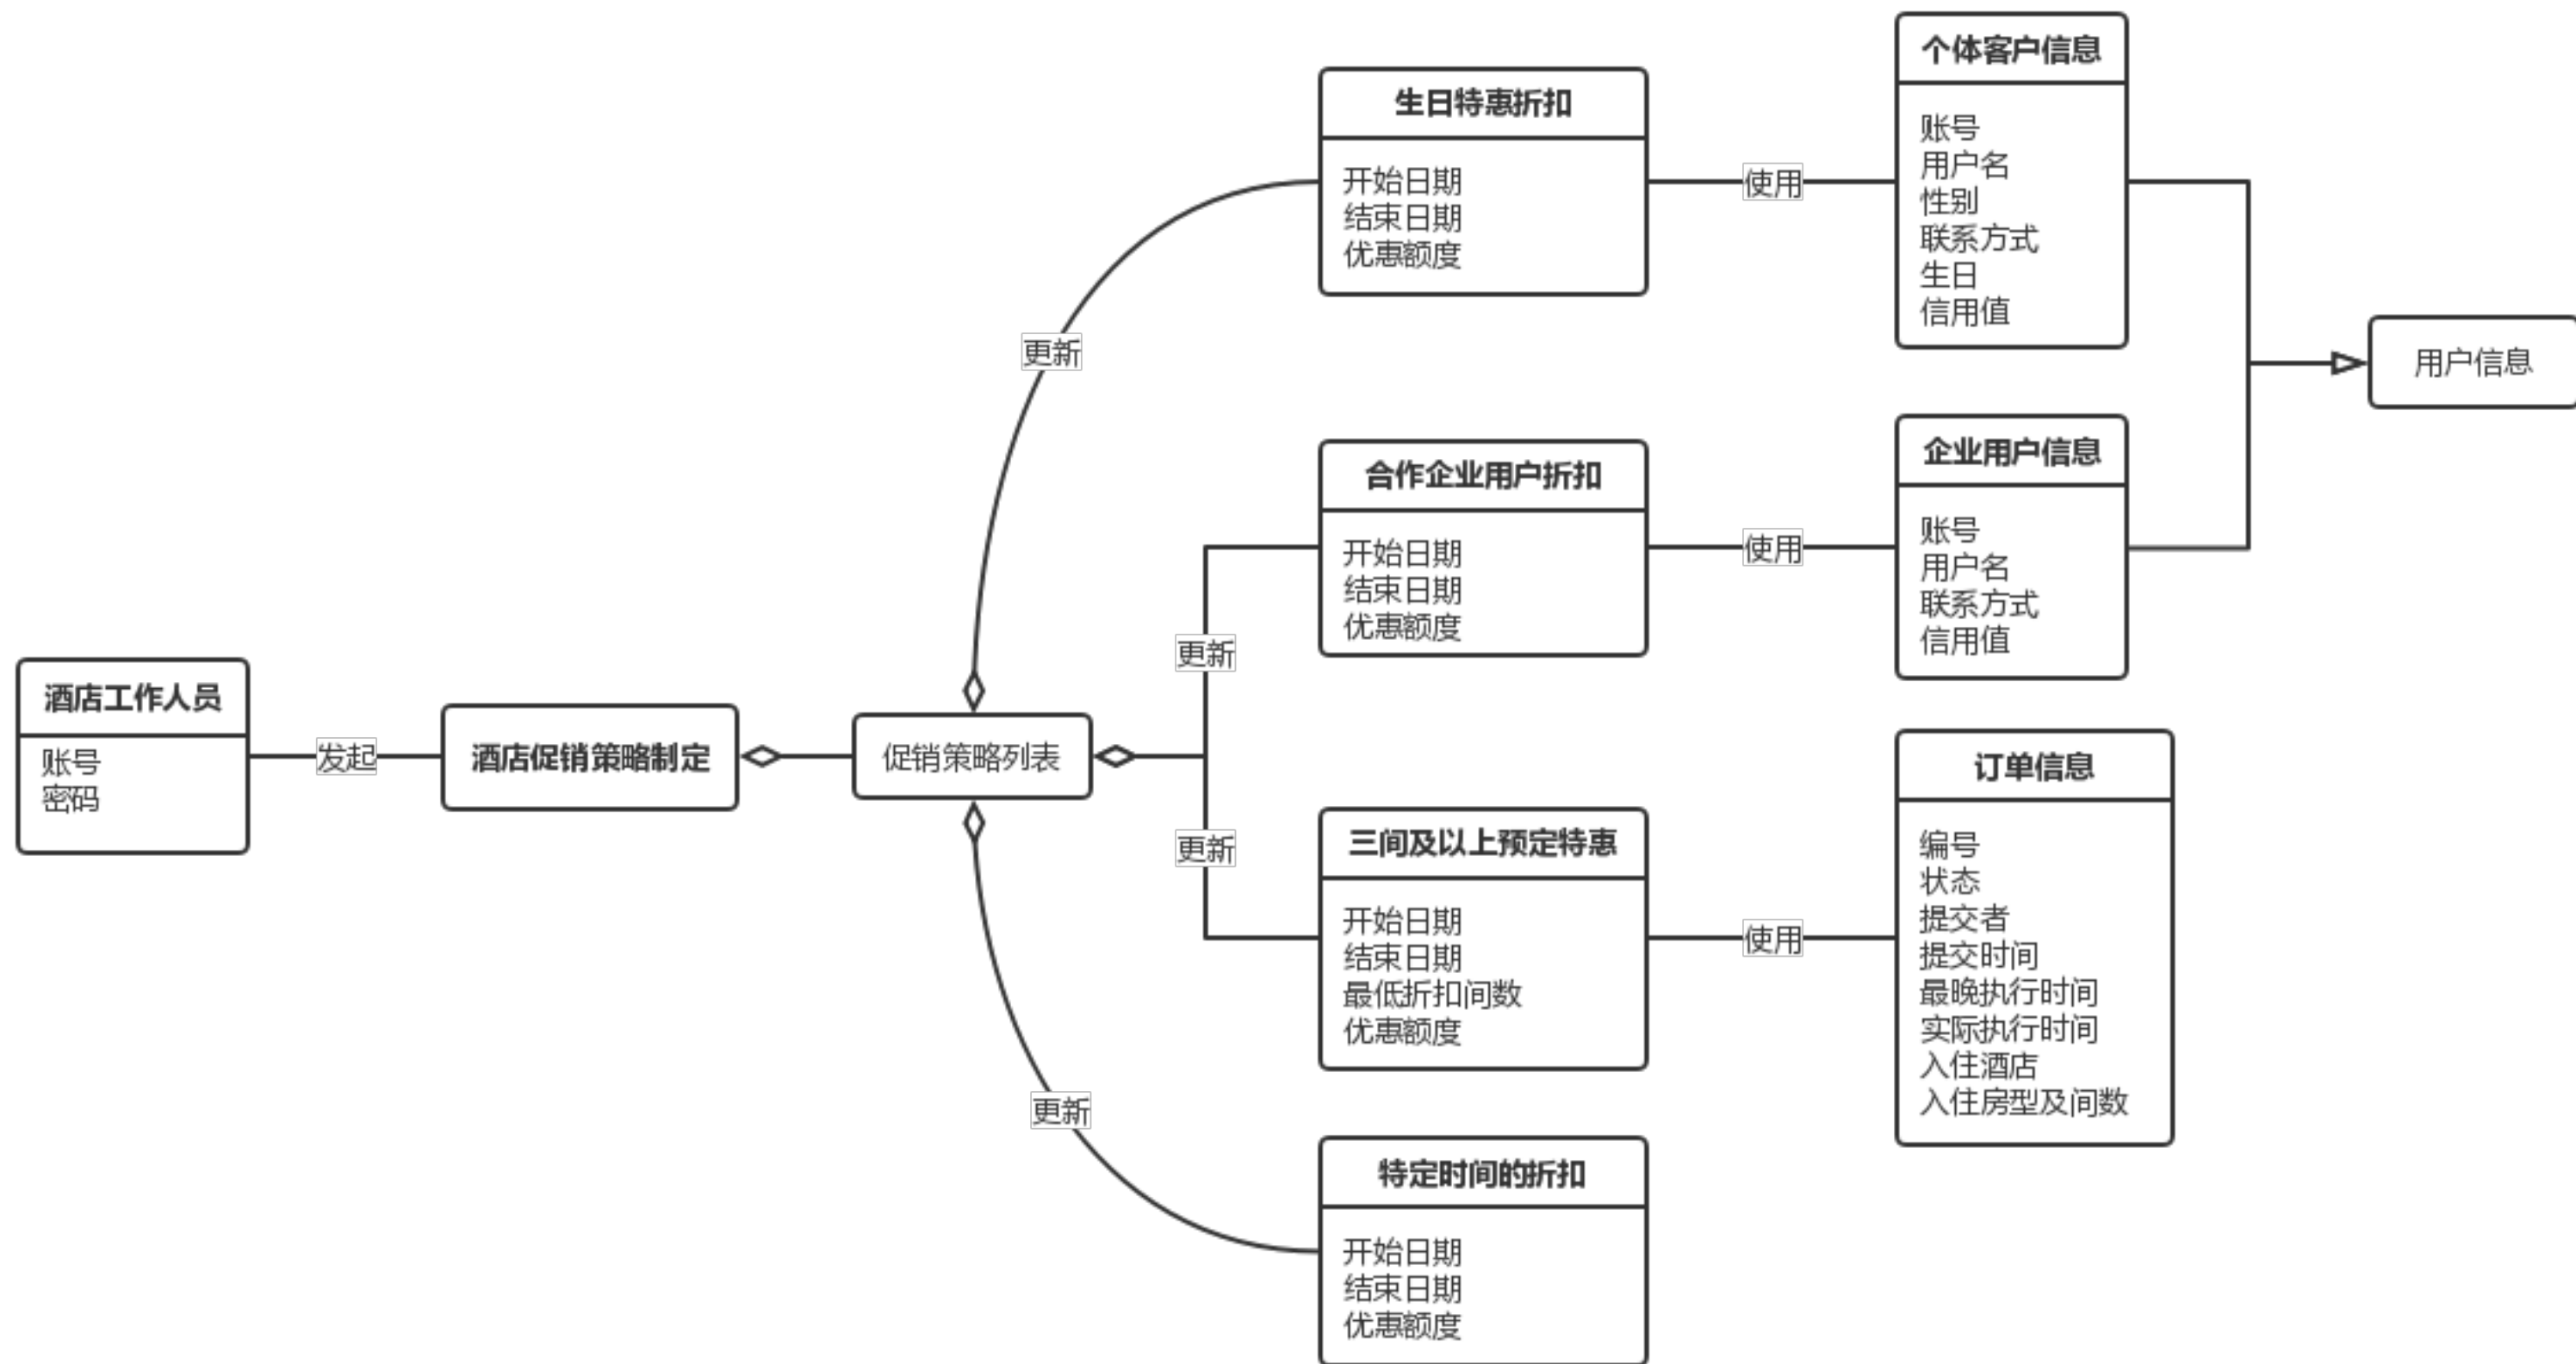 酒店工作人员
账号
密码
发起
酒店促销策略制定
促销策略列表
更新
更新
更新
更新
生日特惠折扣
开始日期
结束日期
优惠额度
使用
个体客户信息
账号
用户名
性别
联系方式
生日
信用值
合作企业用户折扣
开始日期
结束日期
优惠额度
使用
企业用户信息
账号
用户名
联系方式
信用值
用户信息
三间及以上预定特惠
开始日期
结束日期
最低折扣间数
优惠额度
使用
订单信息
编号
状态
提交者
提交时间
最晚执行时间
实际执行时间
入住酒店
入住房型及间数
特定时间的折扣
开始日期
结束日期
优惠额度